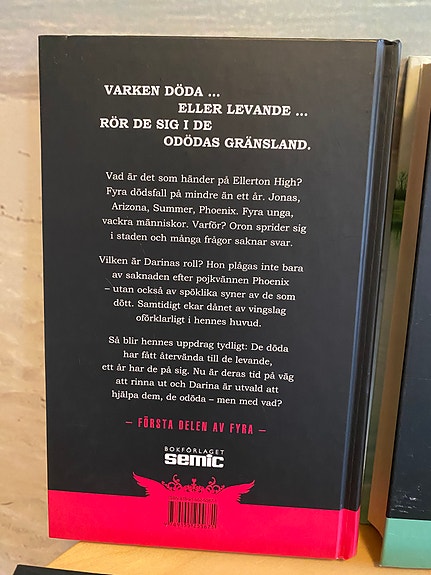 VARKEN DÖDA ...
ELLER LEVANDE ...
RÖR DE SIG I DE
ODÖDAS GRÄNSLAND.
Vad är det som händer på Ellerton High?
Fyra dödsfall på mindre än ett år. Jonas,
Arizona, Summer, Phoenix. Fyra unga,
vackra människor. Varför? Oron sprider sig
i staden och många frågor saknar svar.
Vilken är Darinas roll? Hon plågas inte bara
av saknaden efter pojkvännen Phoenix
– utan också av spöklika syner av de som
dött. Samtidigt ekar dånet av vingslag
oförklarligt i hennes huvud.
Så blir hennes uppdrag tydligt: De döda
har fått återvända till de levande,
ett år har de på sig. Nu är deras tid på väg
att rinna ut och Darina är utvald att
hjälpa dem, de odöda – men med vad?
– FÖRSTA DELEN AV FYRA –
BOKFÖRLAGET
semic